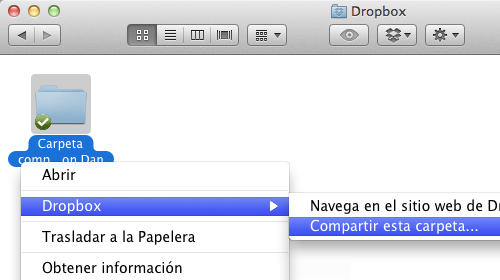 Dropbox
Carpeta
comp...on Dan
Abrir
Dropbox
Navega en el sitio web de
Compartir esta carpeta...
Trasladar a la Papelera
Obtener información